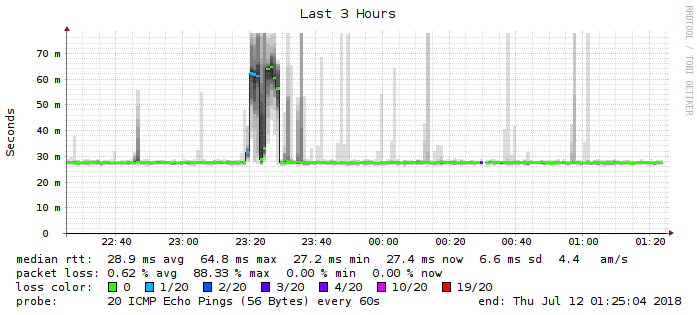 Last 3 Hours
RRDTOOL / TOBI OETIKER
Seconds
70 m
60 m
50 m
40 m
30 m
20 m
10 m
0
22:40 23:00 23:20 23:40 00:00 00:20 00:40 01:00 01:20
median rtt: 28.9 ms avg 64.8 ms max 27.2 ms min 27.4 ms now 6.6 ms sd 4.4 am/s
packet loss: 0.62 % avg 88.33 % max 0.00 % min 0.00 % now
loss color: 0 1/20 2/20 3/20 4/20 10/20 19/20
probe: 20 ICMP Echo Pings (56 Bytes) every 60s end: Thu Jul 12 01:25:04 2018